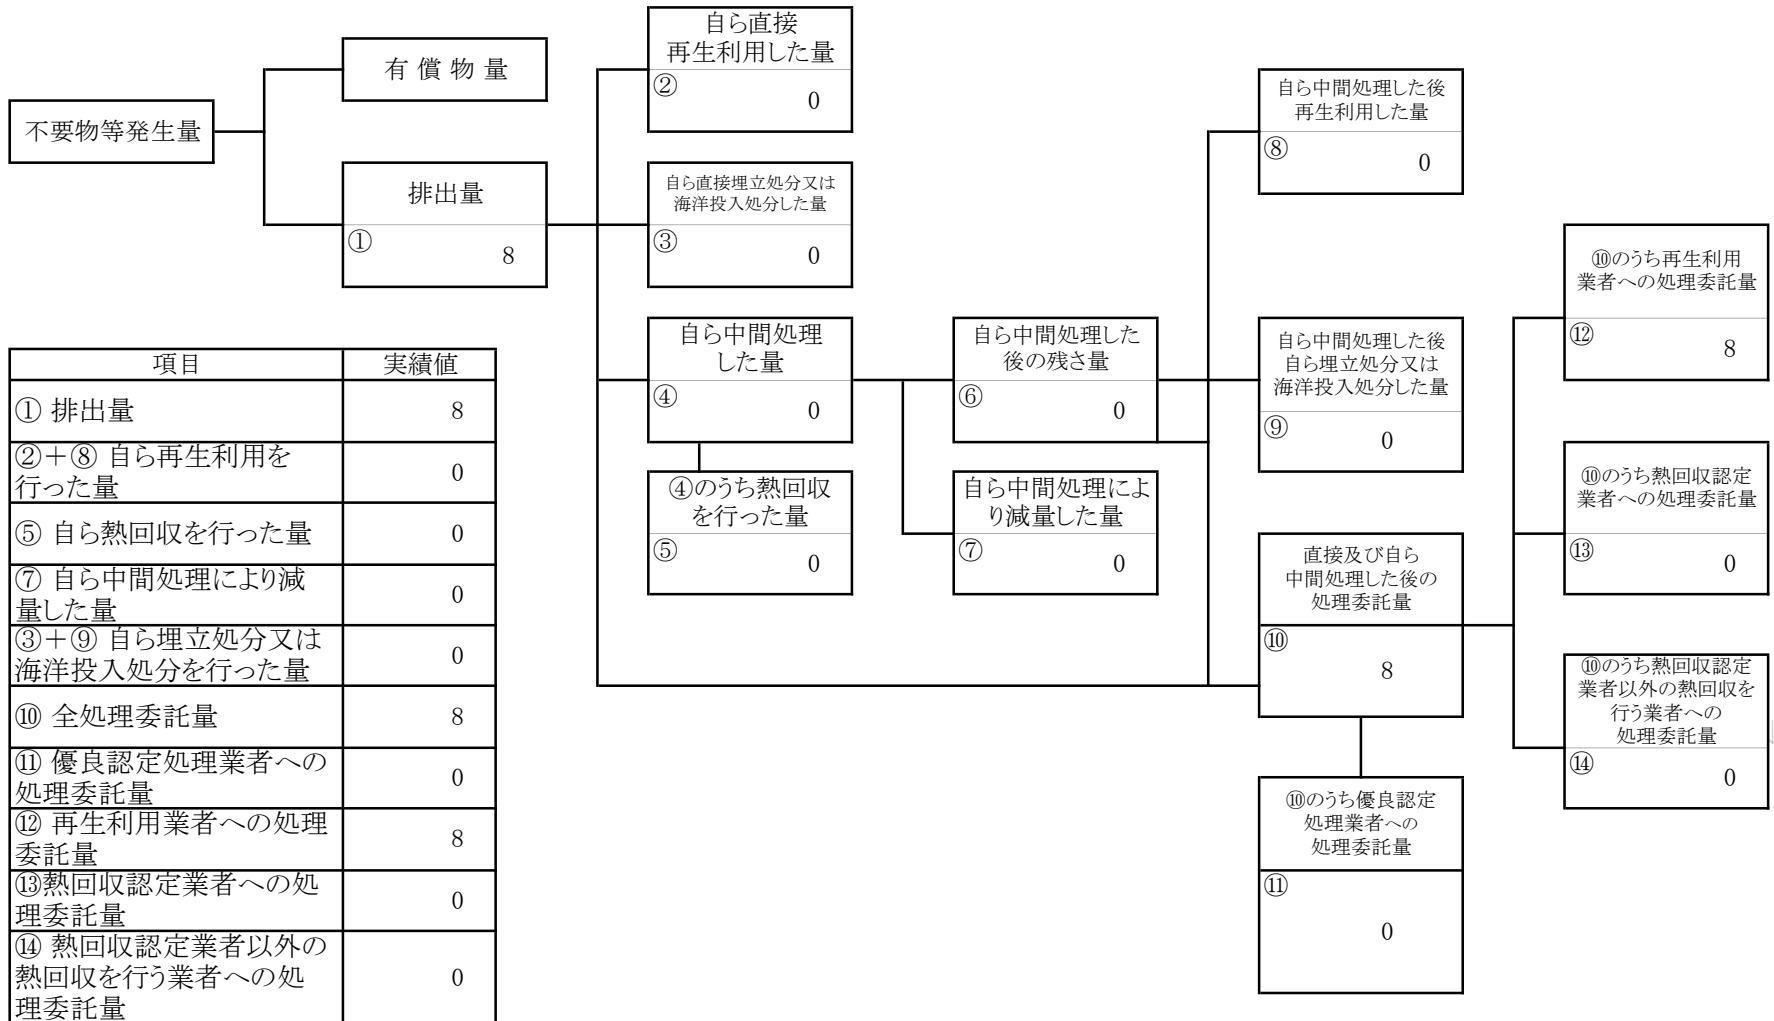 不要物等発生量
有 償 物 量
排出量
①
8
自ら直接
再生利用した量
②
0
自ら直接埋立処分又は
海洋投入処分した量
③
0
自ら中間処理
した量
④
0
④のうち熱回収
を行った量
⑤
0
自ら中間処理した
後の残さ量
⑥
0
自ら中間処理によ
り減量した量
⑦
0
自ら中間処理した後
再生利用した量
⑧
0
自ら中間処理した後
自ら埋立処分又は
海洋投入処分した量
⑨
0
直接及び自ら
中間処理した後の
処理委託量
⑩
8
⑩のうち優良認定
処理業者への
処理委託量
⑪
0
⑩のうち再生利用
業者への処理委託量
⑫
8
⑩のうち熱回収認定
業者への処理委託量
⑬
0
⑩のうち熱回収認定
業者以外の熱回収を
行う業者への
処理委託量
⑭
0
項目 実績値
① 排出量 8
②＋⑧ 自ら再生利用を
行った量 0
⑤ 自ら熱回収を行った量 0
⑦ 自ら中間処理により減
量した量 0
③＋⑨ 自ら埋立処分又は
海洋投入処分を行った量 0
⑩ 全処理委託量 8
⑪ 優良認定処理業者への
処理委託量 0
⑫ 再生利用業者への処理
委託量 8
⑬熱回収認定業者への処
理委託量 0
⑭ 熱回収認定業者以外の
熱回収を行う業者への処 0
理委託量